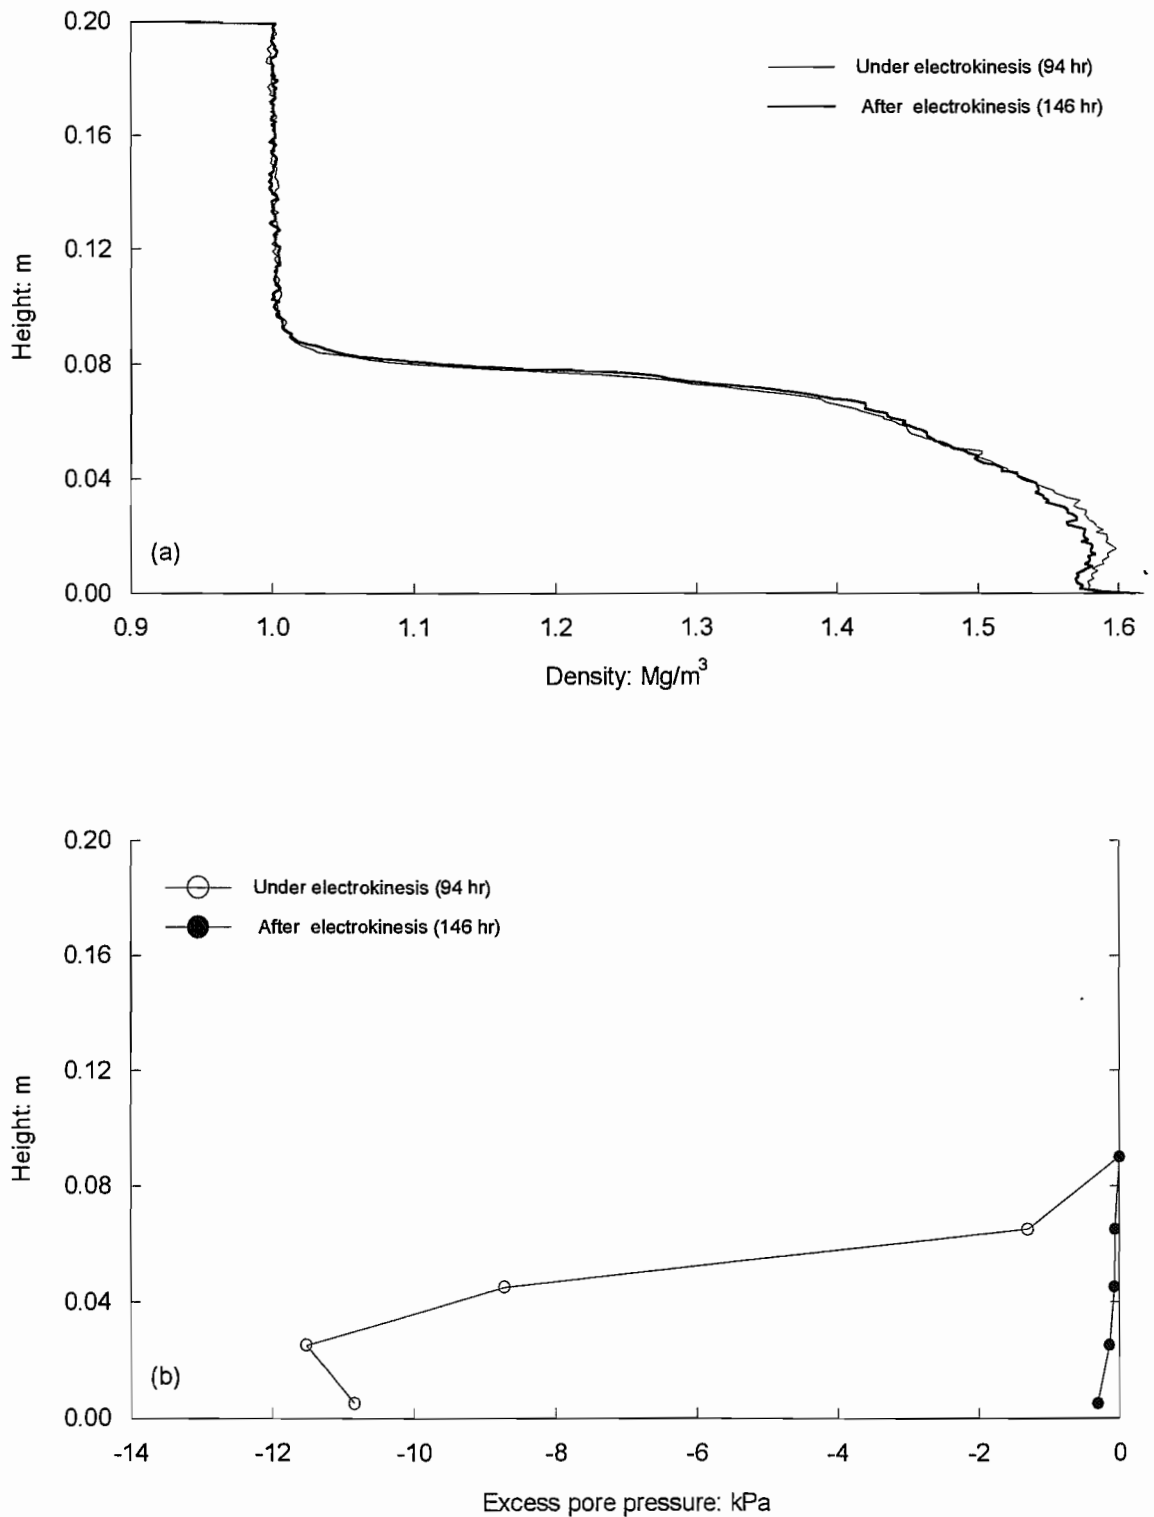 0.20
Under electrokinesis (94 hr)
After electrokinesis (146 hr)
0.16
0.12
Height: m
0.08
0.04
(a)
0.00
0.9 1.0 1.1 1.2 1.3 1.4 1.5 1.6
Density: Mg/m³
0.20
Under electrokinesis (94 hr)
After electrokinesis (146 hr)
0.16
0.12
Height: m
0.08
0.04
(b)
0.00
-14 -12 -10 -8 -6 -4 -2 0
Excess pore pressure: kPa